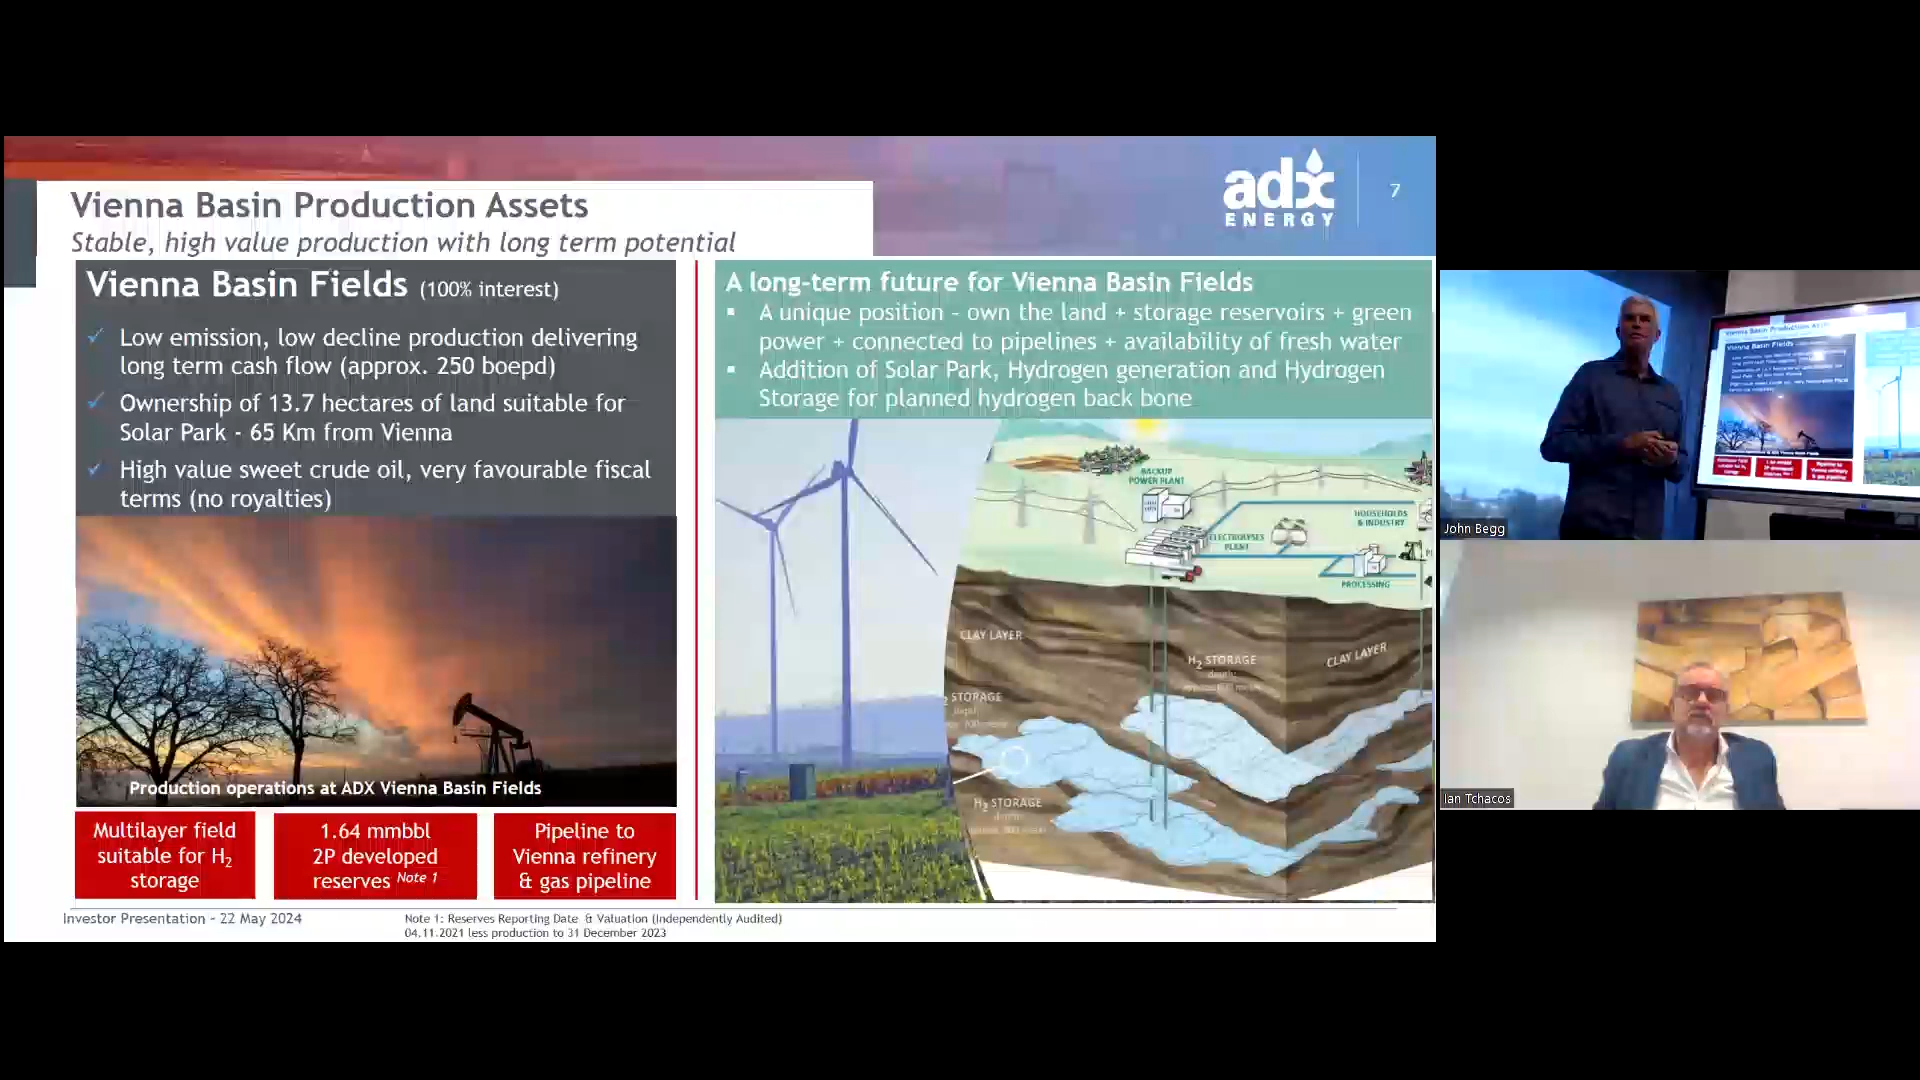 adx
ENERGY
7
Vienna Basin Production Assets
Stable, high value production with long term potential
Vienna Basin Fields (100% interest)
✓ Low emission, low decline production delivering
long term cash flow (approx. 250 boepd)
✓ Ownership of 13.7 hectares of land suitable for
Solar Park - 65 Km from Vienna
✓ High value sweet crude oil, very favourable fiscal
terms (no royalties)
Production operations at ADX Vienna Basin Fields
Multilayer field
suitable for H2
storage
1.64 mmbbl
2P developed
reserves Note 1
Pipeline to
Vienna refinery
& gas pipeline
A long-term future for Vienna Basin Fields
▪ A unique position - own the land + storage reservoirs + green
power + connected to pipelines + availability of fresh water
▪ Addition of Solar Park, Hydrogen generation and Hydrogen
Storage for planned hydrogen back bone
BACKUP
POWER PLANT
HOUSEHOLDS
& INDUSTRY
ELECTROLYSES
PLANT
PROCESSING
CLAY LAYER
H2 STORAGE
depth:
CLAY LAYER
STORAGE
H2 STORAGE
Investor Presentation - 22 May 2024
Note 1: Reserves Reporting Date & Valuation (Independently Audited)
04.11.2021 less production to 31 December 2023
Vienna Basin Production
Vienna Basin Fields
John Begg
Ian Tchacos